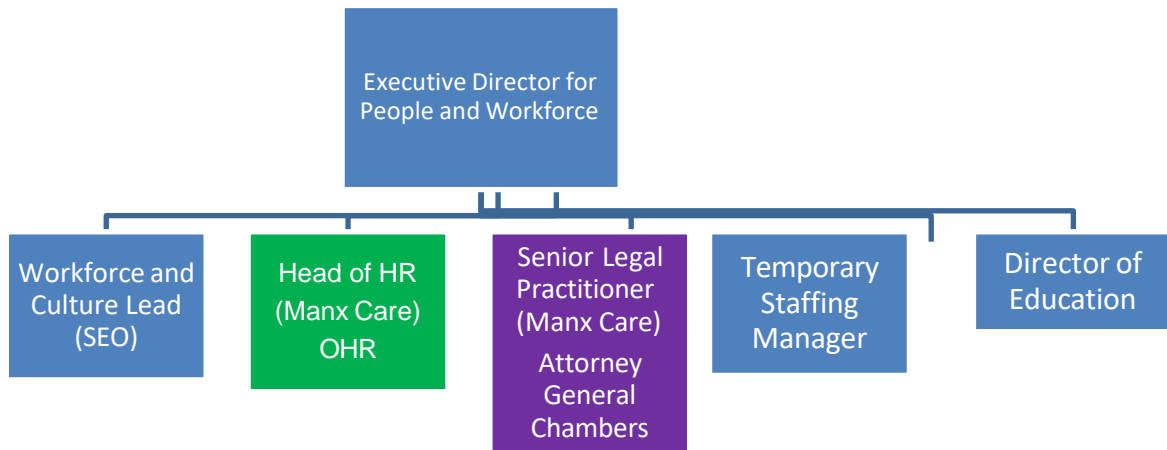 Executive Director for
People and Workforce
Workforce and
Culture Lead
(SEO)
Head of HR
(Manx Care)
OHR
Senior Legal
Practitioner
(Manx Care)
Attorney
General
Chambers
Temporary
Staffing
Manager
Director of
Education